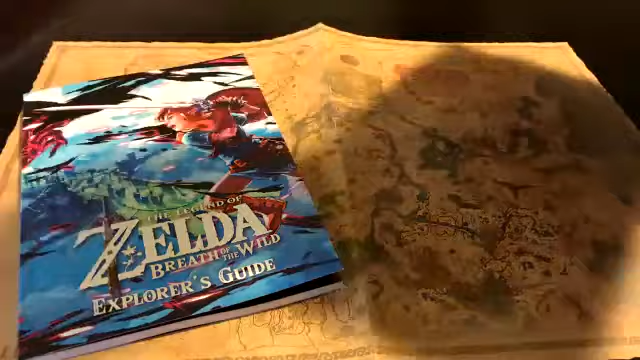 THE LEGEND OF
ZELDA
BREATH OF THE WILD
EXPLORER'S GUIDE